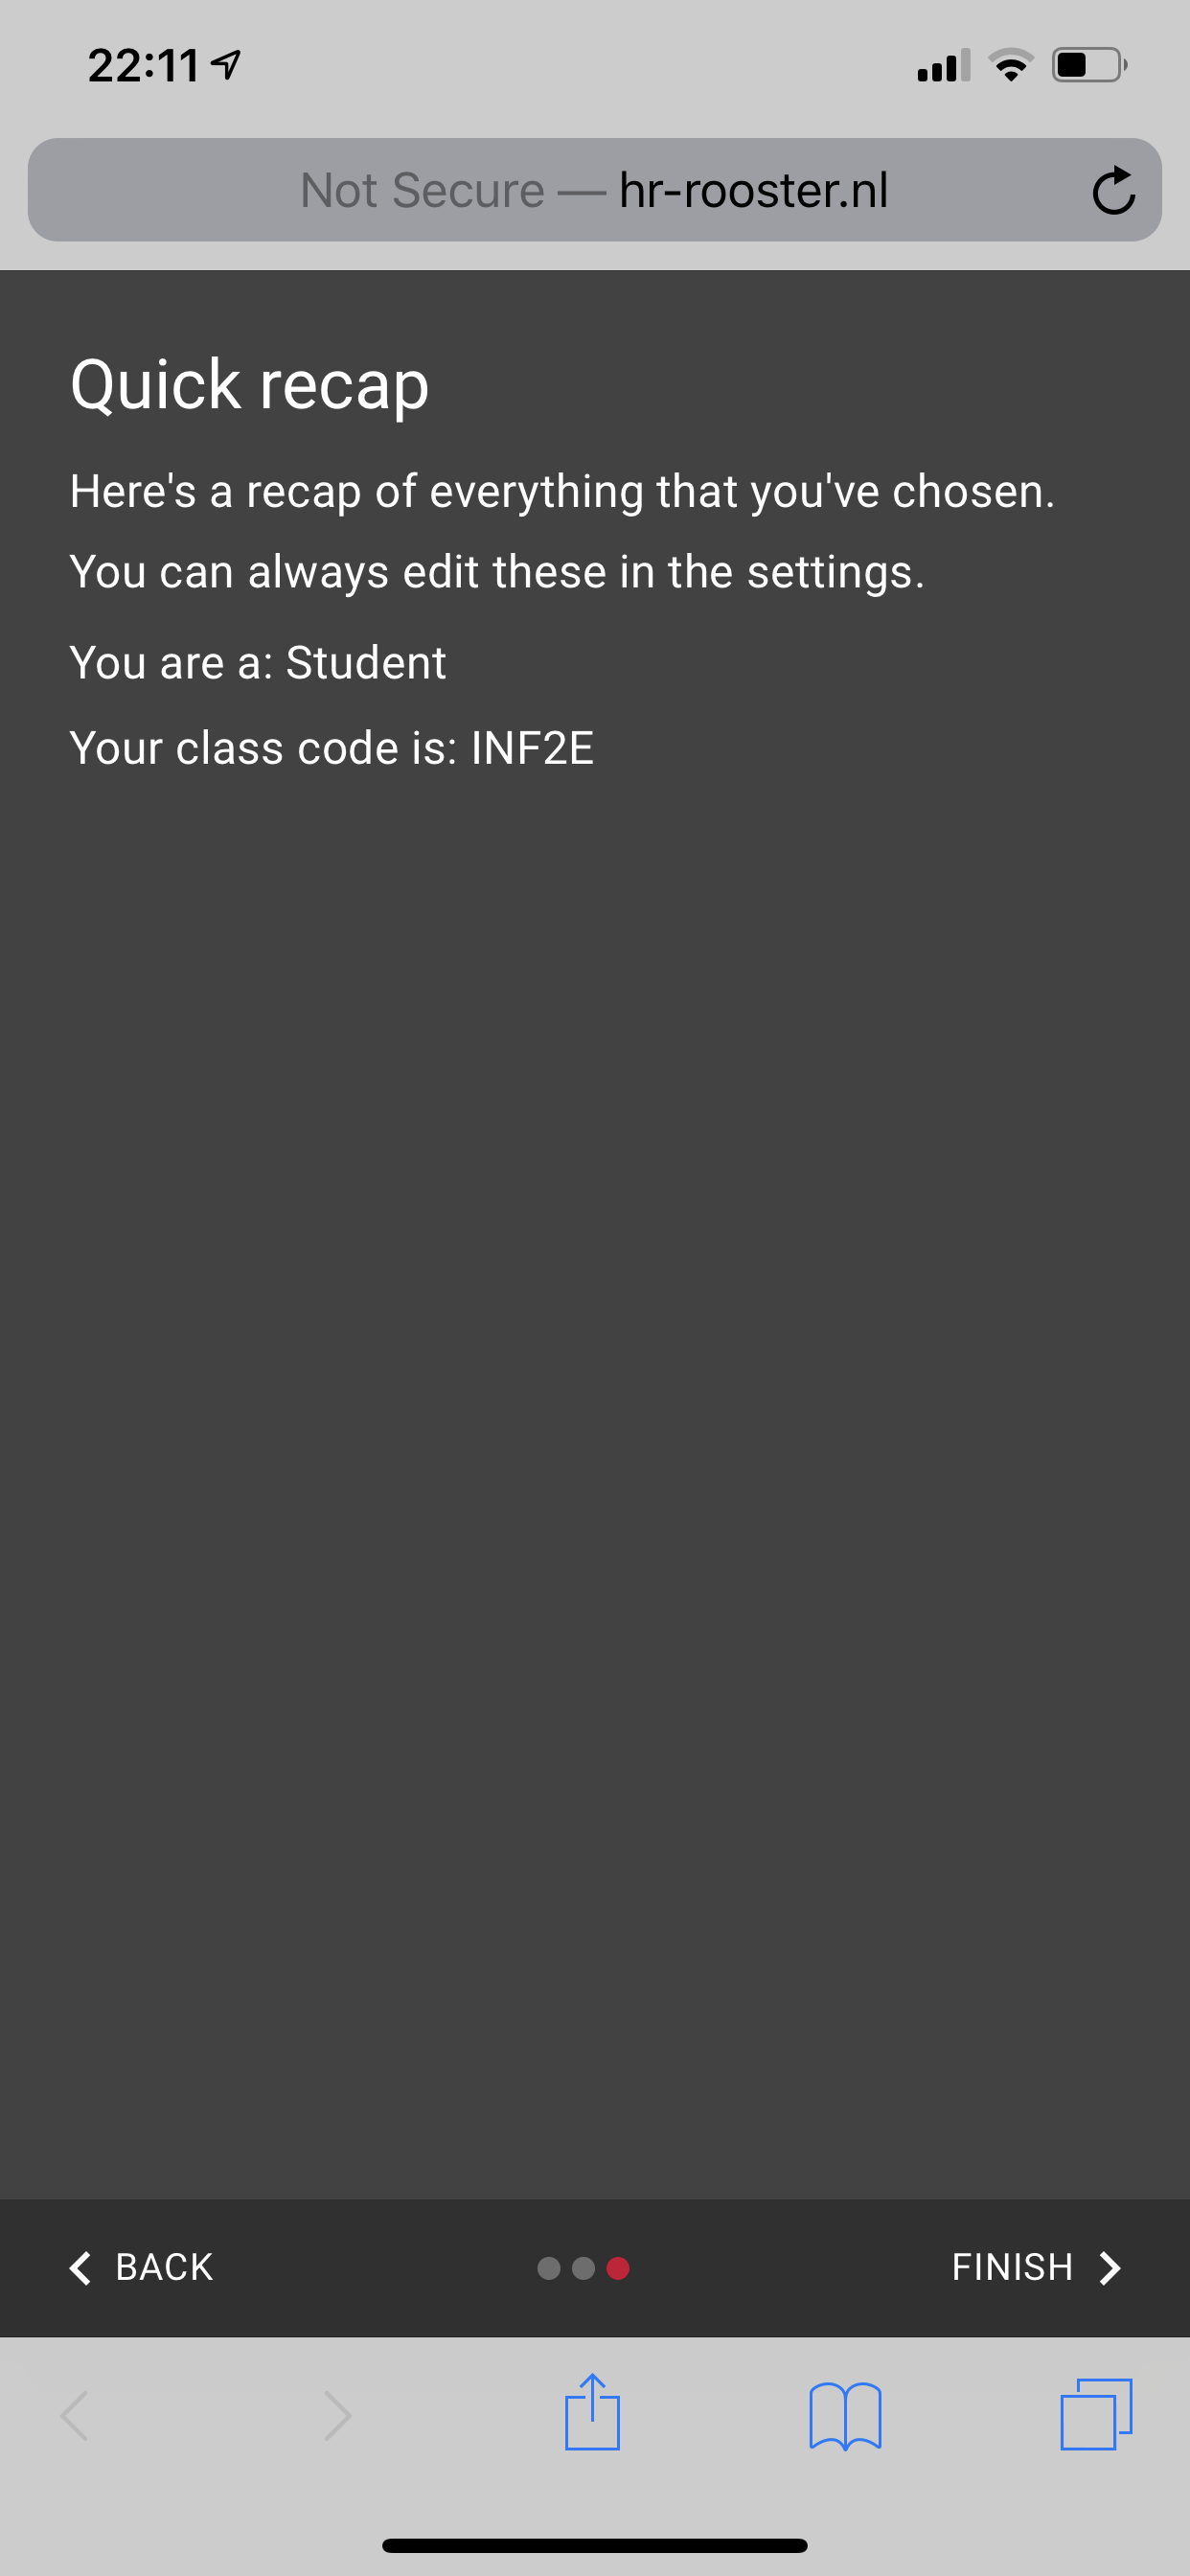 22:11
Not Secure — hr-rooster.nl
Quick recap
Here's a recap of everything that you've chosen.
You can always edit these in the settings.
You are a: Student
Your class code is: INF2E
BACK
FINISH